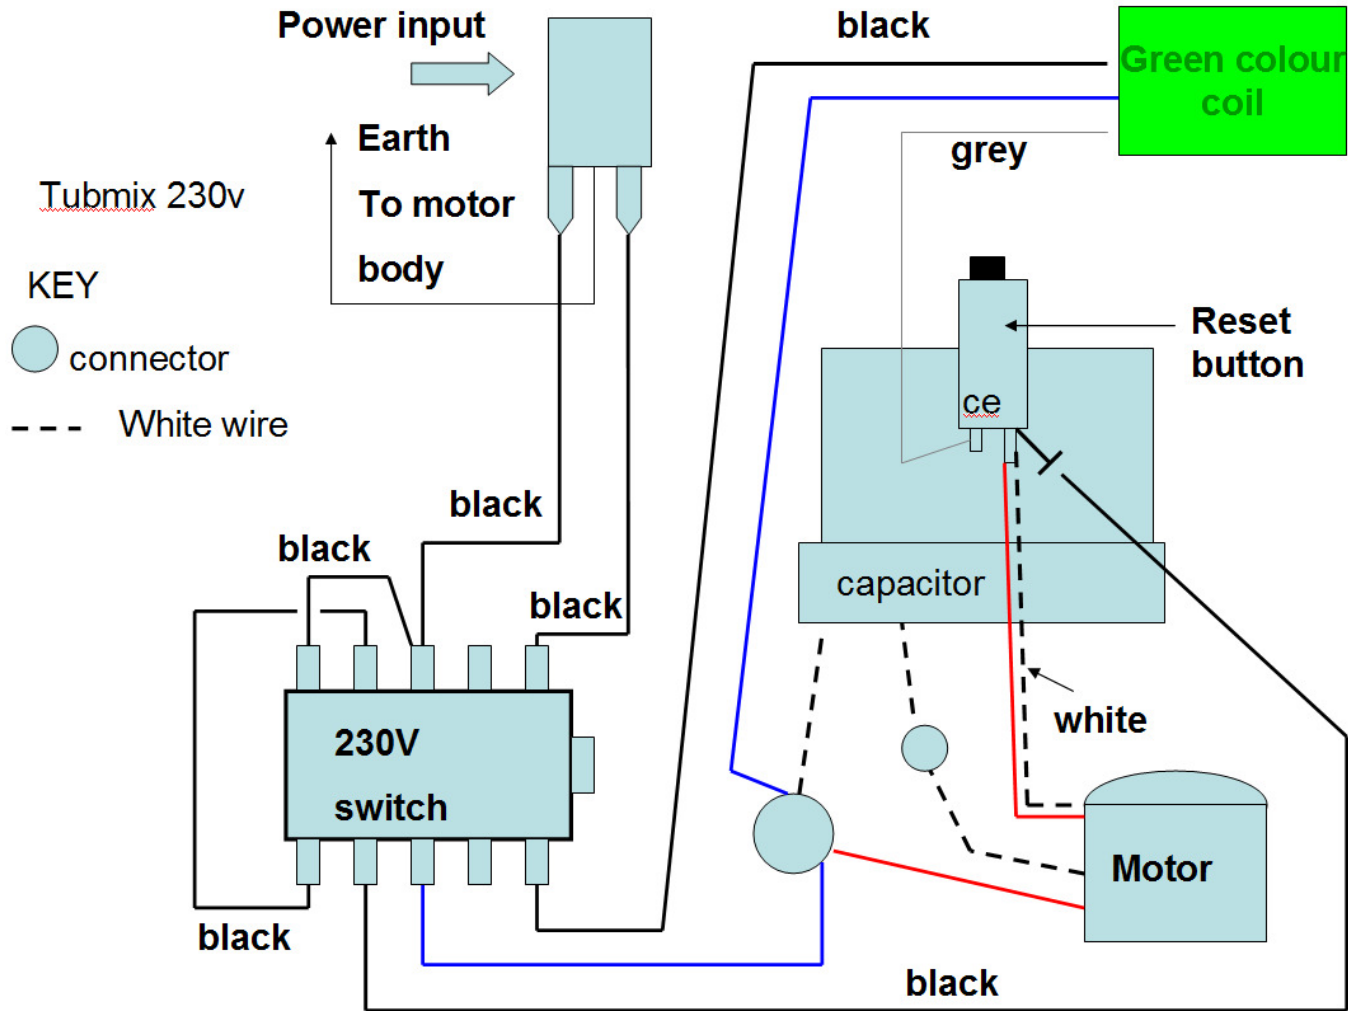 Power input
black
Green colour
coil
Earth
grey
To motor
body
Tubmix 230v
KEY
connector
White wire
Reset
button
ce
black
black
black
capacitor
white
230V
switch
Motor
black
black